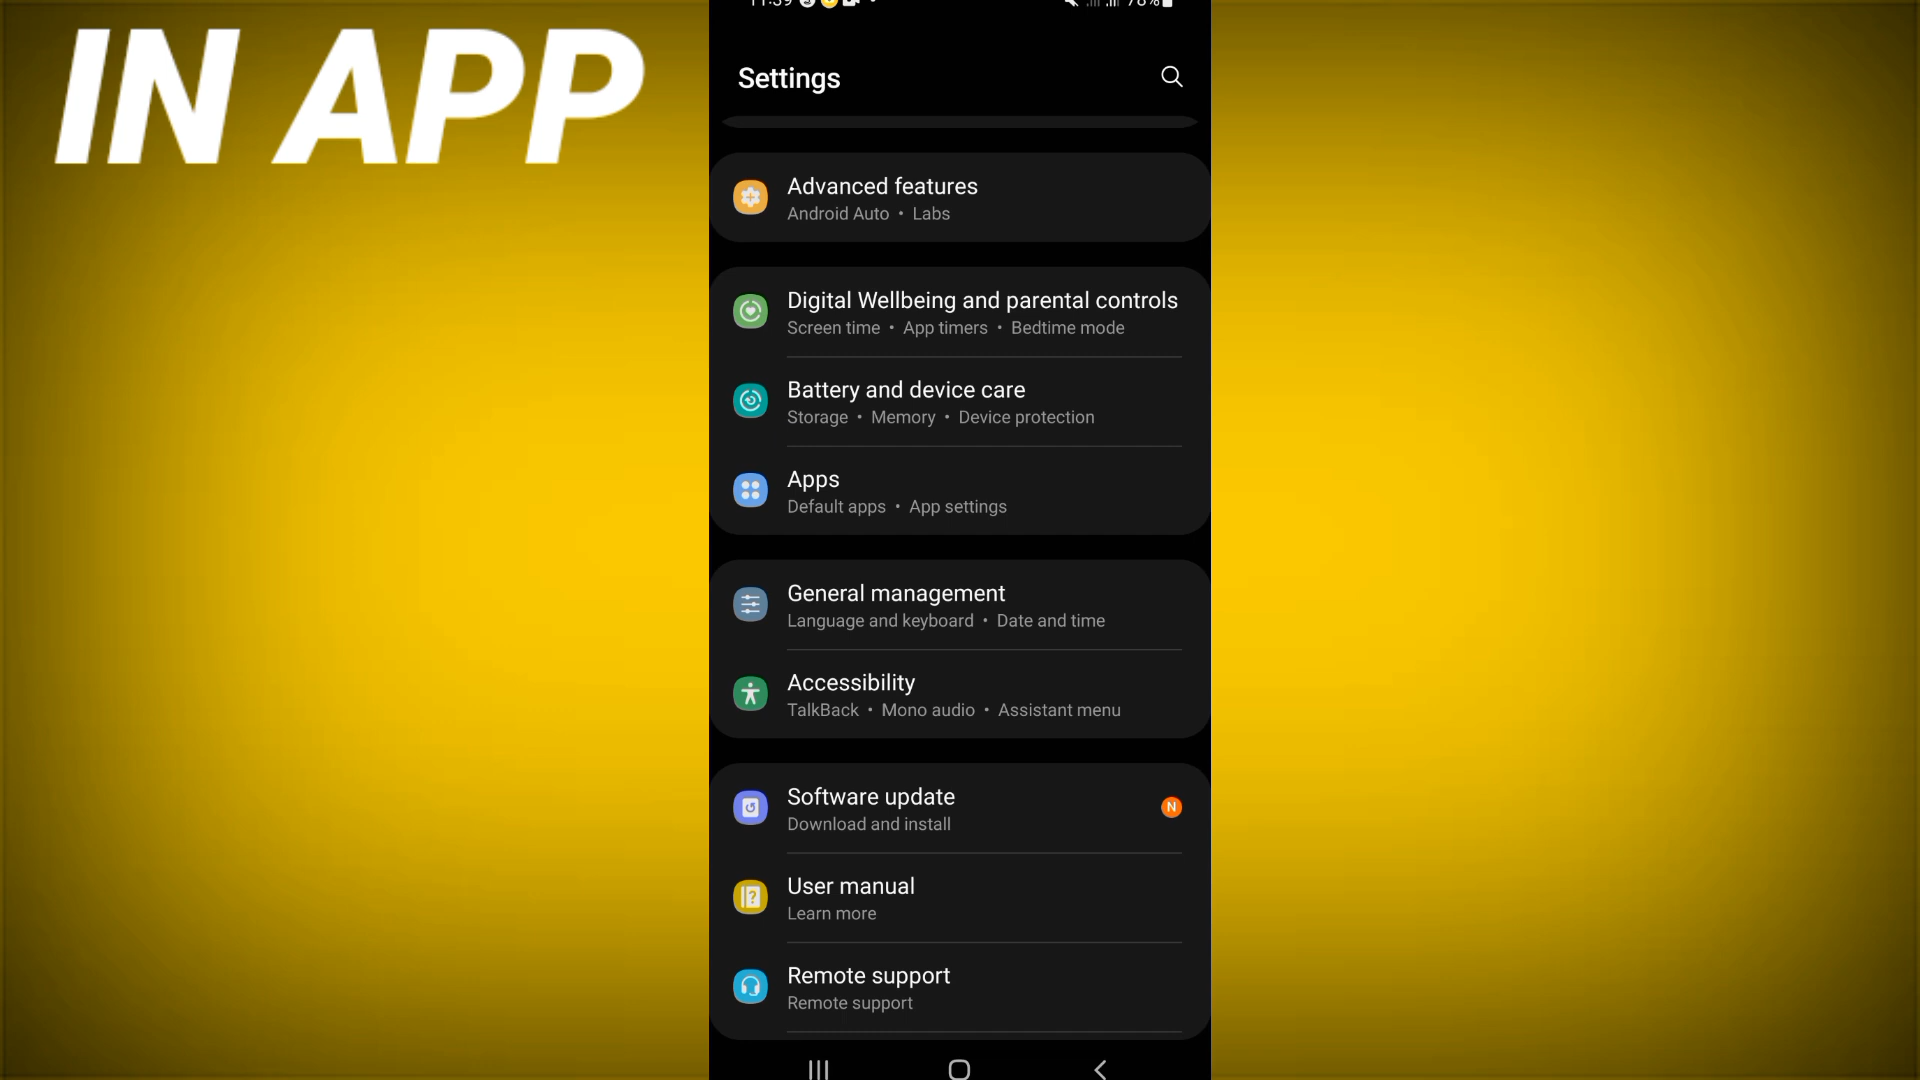 IN APP
Settings
Advanced features
Android Auto • Labs
Digital Wellbeing and parental controls
Screen time • App timers • Bedtime mode
Battery and device care
Storage • Memory • Device protection
Apps
Default apps • App settings
General management
Language and keyboard • Date and time
Accessibility
TalkBack • Mono audio • Assistant menu
Software update
N
Download and install
User manual
Learn more
Remote support
Remote support